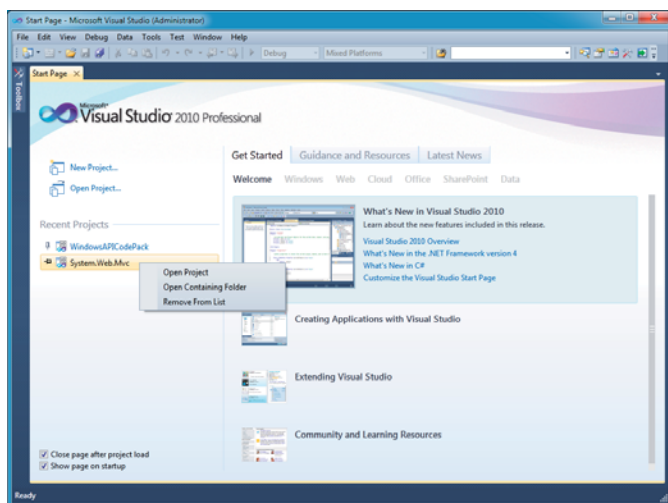 Start Page - Microsoft Visual Studio (Administrator)
File Edit View Debug Data Tools Test Window Help
Debug Mixed Platforms
Toolbox
Start Page
Microsoft
Visual Studio 2010 Professional
New Project...
Open Project...
Recent Projects
WindowsAPICodePack
System.Web.Mvc
Open Project
Open Containing Folder
Remove From List
Close page after project load
Show page on startup
Get Started Guidance and Resources Latest News
Welcome Windows Web Cloud Office SharePoint Data
What's New in Visual Studio 2010
Learn about the new features included in this release.
Visual Studio 2010 Overview
What's New in the .NET Framework version 4
What's New in C#
Customize the Visual Studio Start Page
Creating Applications with Visual Studio
Extending Visual Studio
Community and Learning Resources
Ready